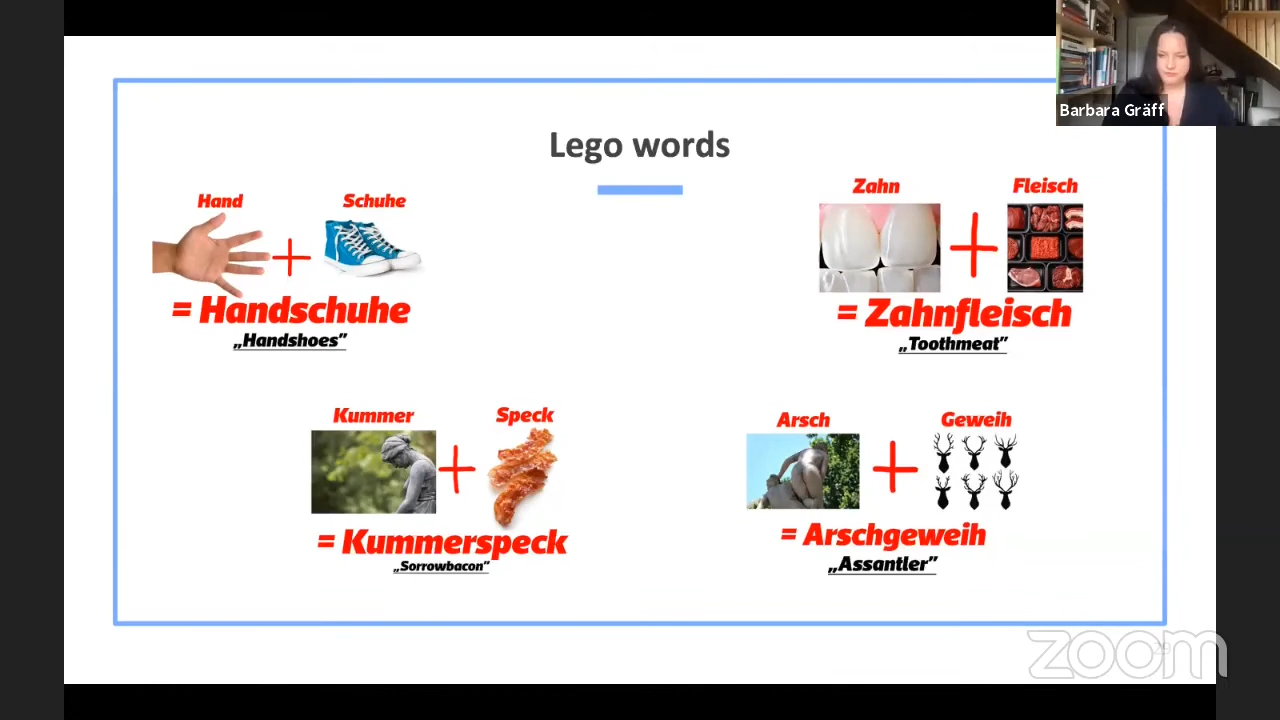 Barbara Gräff
Lego words
Hand
Schuhe
= Handschuhe
„Handshoes”
Zahn
Fleisch
= Zahnfleisch
„Toothmeat”
Kummer
Speck
= Kummerspeck
„Sorrowbacon”
Arsch
Geweih
= Arschgeweih
„Assantler”
29
zoom